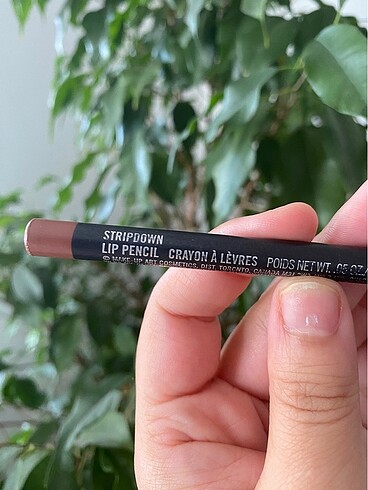 STRIPDOWN
LIP PENCIL CRAYON À LÈVRES POIDS NET WT. .05 OZ/
© MAKE-UP ART COSMETICS, DIST. TORONTO, CANADA